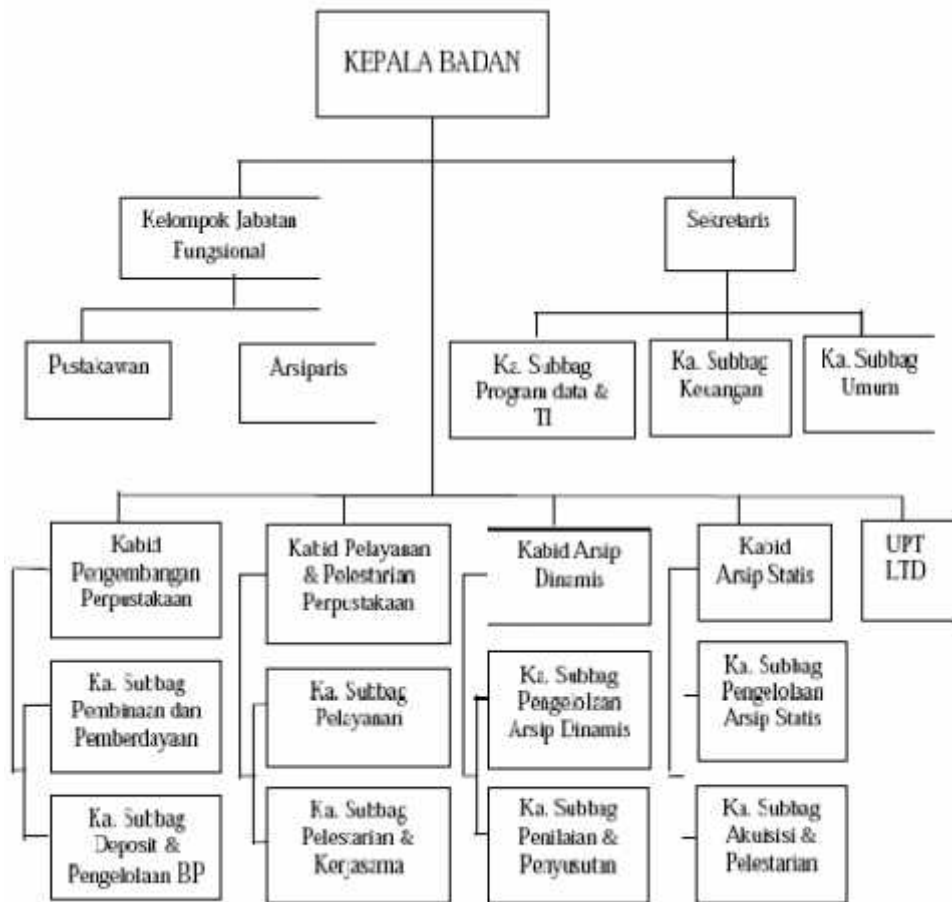 KEPALA BADAN
Kelompok Jabatan
Fungsional
Sekretaris
Pustakawan
Arsiparis
Ka. Subbag
Program data &
TI
Ka. Subbag
Keuangan
Ka. Subbag
Umum
Kabid
Pengembangan
Perpustakaan
Kabid Pelayanan
& Pelestarian
Perpustakaan
Kabid Arsip
Dinamis
Kabid
Arsip Statis
UPT
LTD
Ka. Subbag
Pembinaan dan
Pemberdayaan
Ka. Subbag
Pelayanan
Ka. Subbag
Pengelolaan
Arsip Dinamis
Ka. Subbag
Pengelolaan
Arsip Statis
Ka. Subbag
Deposit &
Pengelolaan BP
Ka. Subbag
Pelestarian &
Kerjasama
Ka. Subbag
Penilaian &
Penyusutan
Ka. Subbag
Akuisisi &
Pelestarian